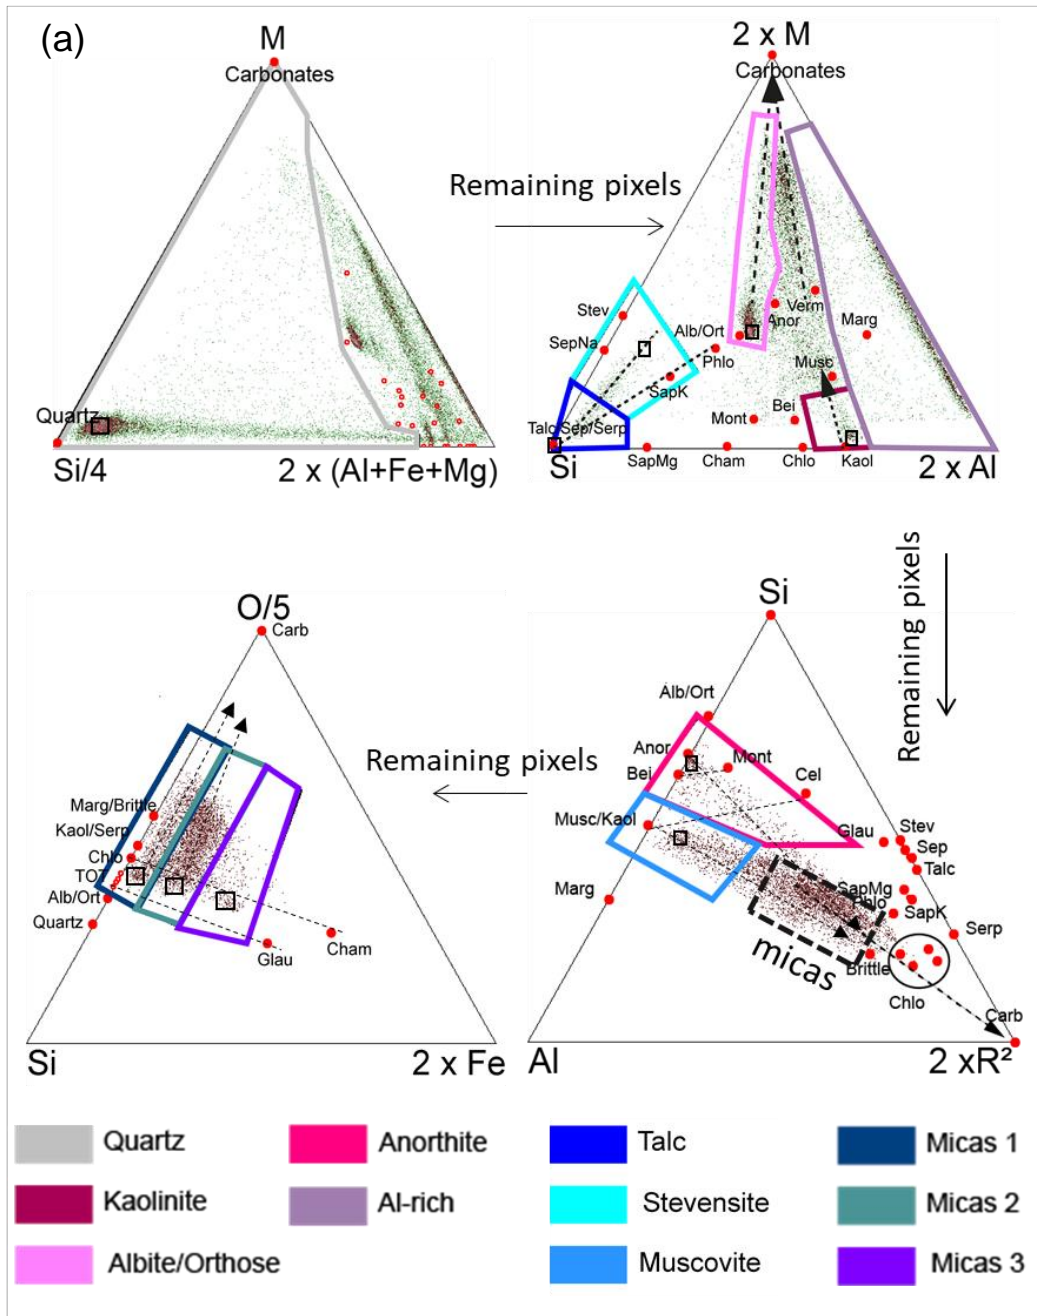 (a)
M
Carbonates
Quartz
Si/4
2 x (Al+Fe+Mg)
Remaining pixels
2 x M
Carbonates
Stev
SepNa
Alb/Ort
Phlo
Anor
Verm
Marg
SapK
Musc
Mont
Bei
Talc/Sep/Serp
Si
SapMg
Cham
Chlo
Kaol
2 x Al
Remaining pixels
Si
Alb/Ort
Anor
Mont
Bei
Cel
Musc/Kaol
Glau
Stev
Sep
Talc
Marg
SapMg
Phlo
SapK
Serp
micas
Brittle
Chlo
Carb
Al
2 xR²
Remaining pixels
O/5
Carb
Marg/Brittle
Kaol/Serp
Chlo
TOT
Alb/Ort
Quartz
Glau
Cham
Si
2 x Fe
Quartz
Anorthite
Talc
Micas 1
Kaolinite
Al-rich
Stevensite
Micas 2
Albite/Orthose
Muscovite
Micas 3